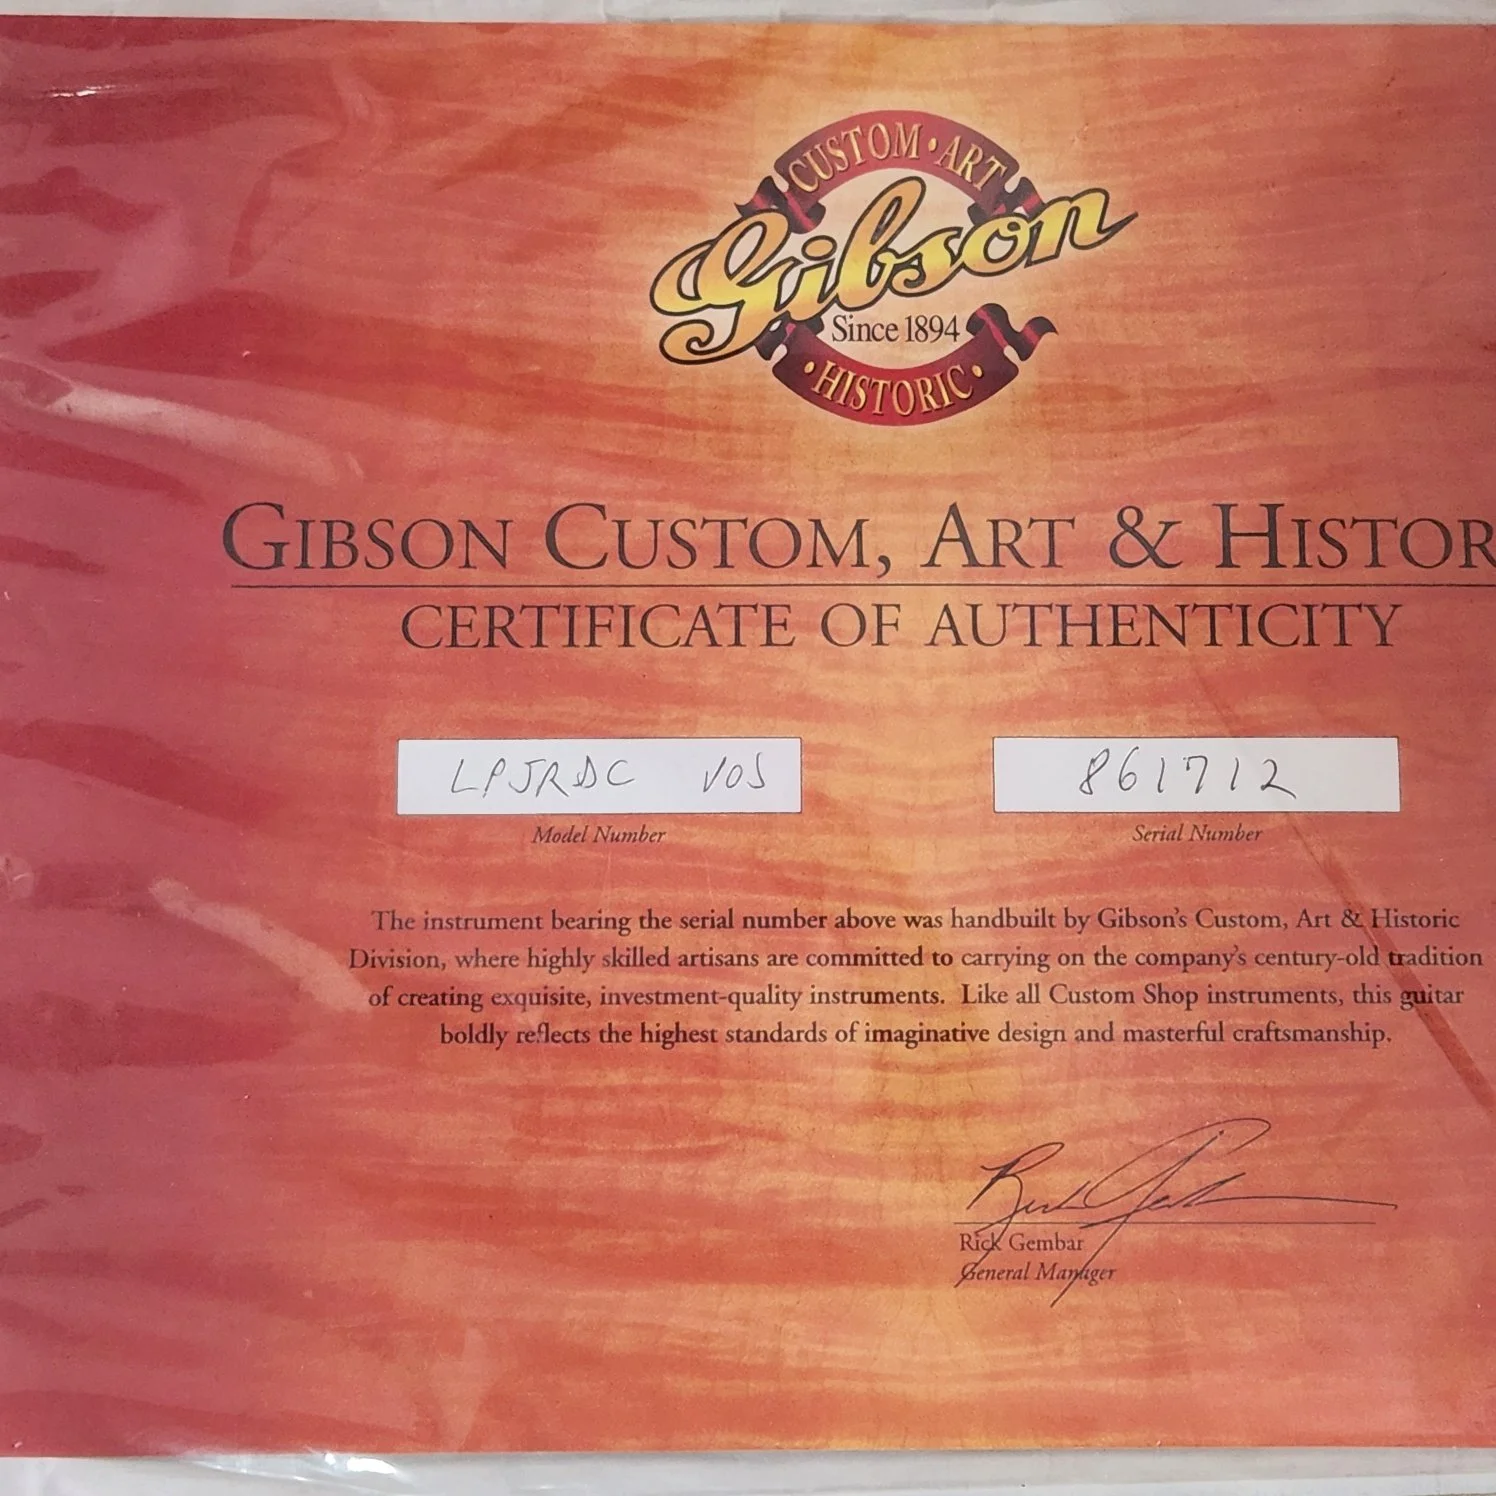 CUSTOM • ART
Gibson
Since 1894
• HISTORIC •
GIBSON CUSTOM, ART & HISTOR
CERTIFICATE OF AUTHENTICITY
LPJRDC VOS 861712
Model Number Serial Number
The instrument bearing the serial number above was handbuilt by Gibson's Custom, Art & Historic
Division, where highly skilled artisans are committed to carrying on the company's century-old tradition
of creating exquisite, investment-quality instruments. Like all Custom Shop instruments, this guitar
boldly reflects the highest standards of imaginative design and masterful craftsmanship.
Rick Gembar
Rick Gembar
General Manager